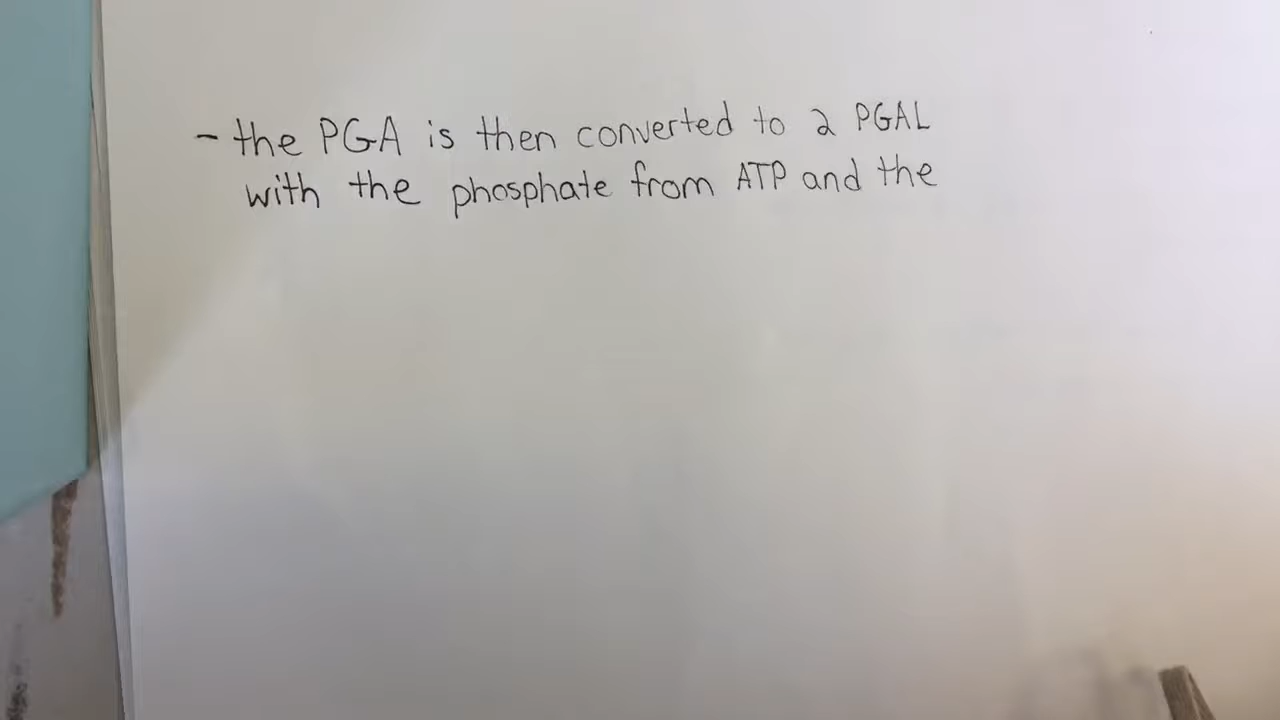 - the PGA is then converted to 2 PGAL
with the phosphate from ATP and the